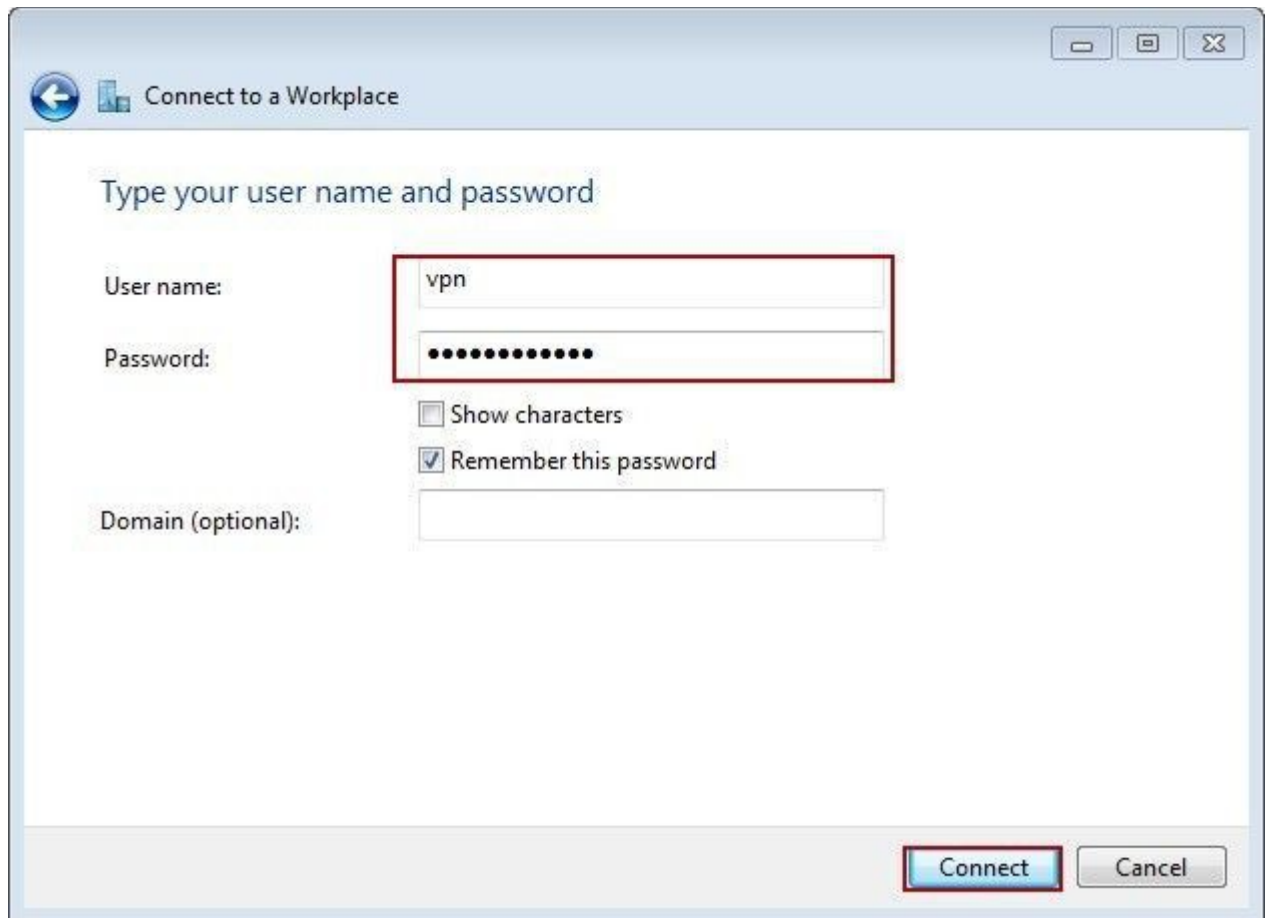 Connect to a Workplace
Type your user name and password
User name:
vpn
Password:
●●●●●●●●●●●●
Show characters
Remember this password
Domain (optional):
Connect
Cancel